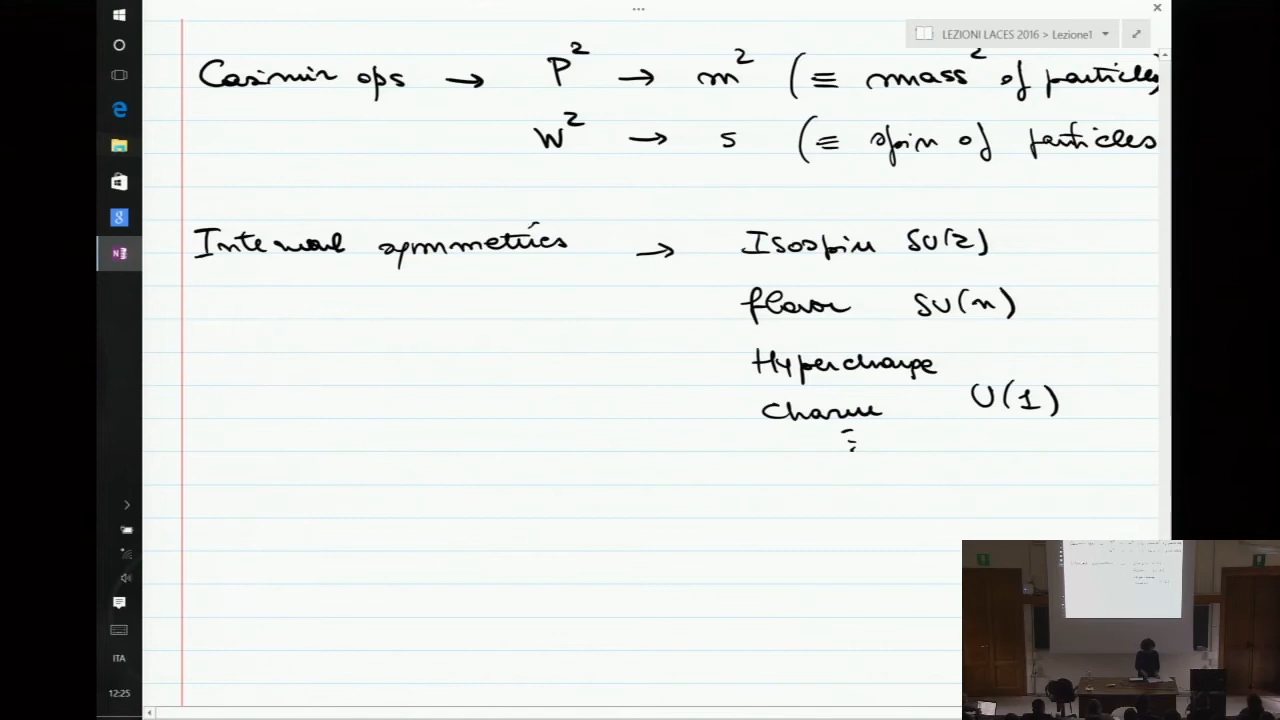 LEZIONI LACES 2016 > Lezione1
Casimir ops → P² → m² (≡ mass² of particles
W² → s (≡ spin of particles
Internal symmetries → Isospin SU(2)
flavor SU(n)
Hypercharge
Charme U(1)
ITA
12:25